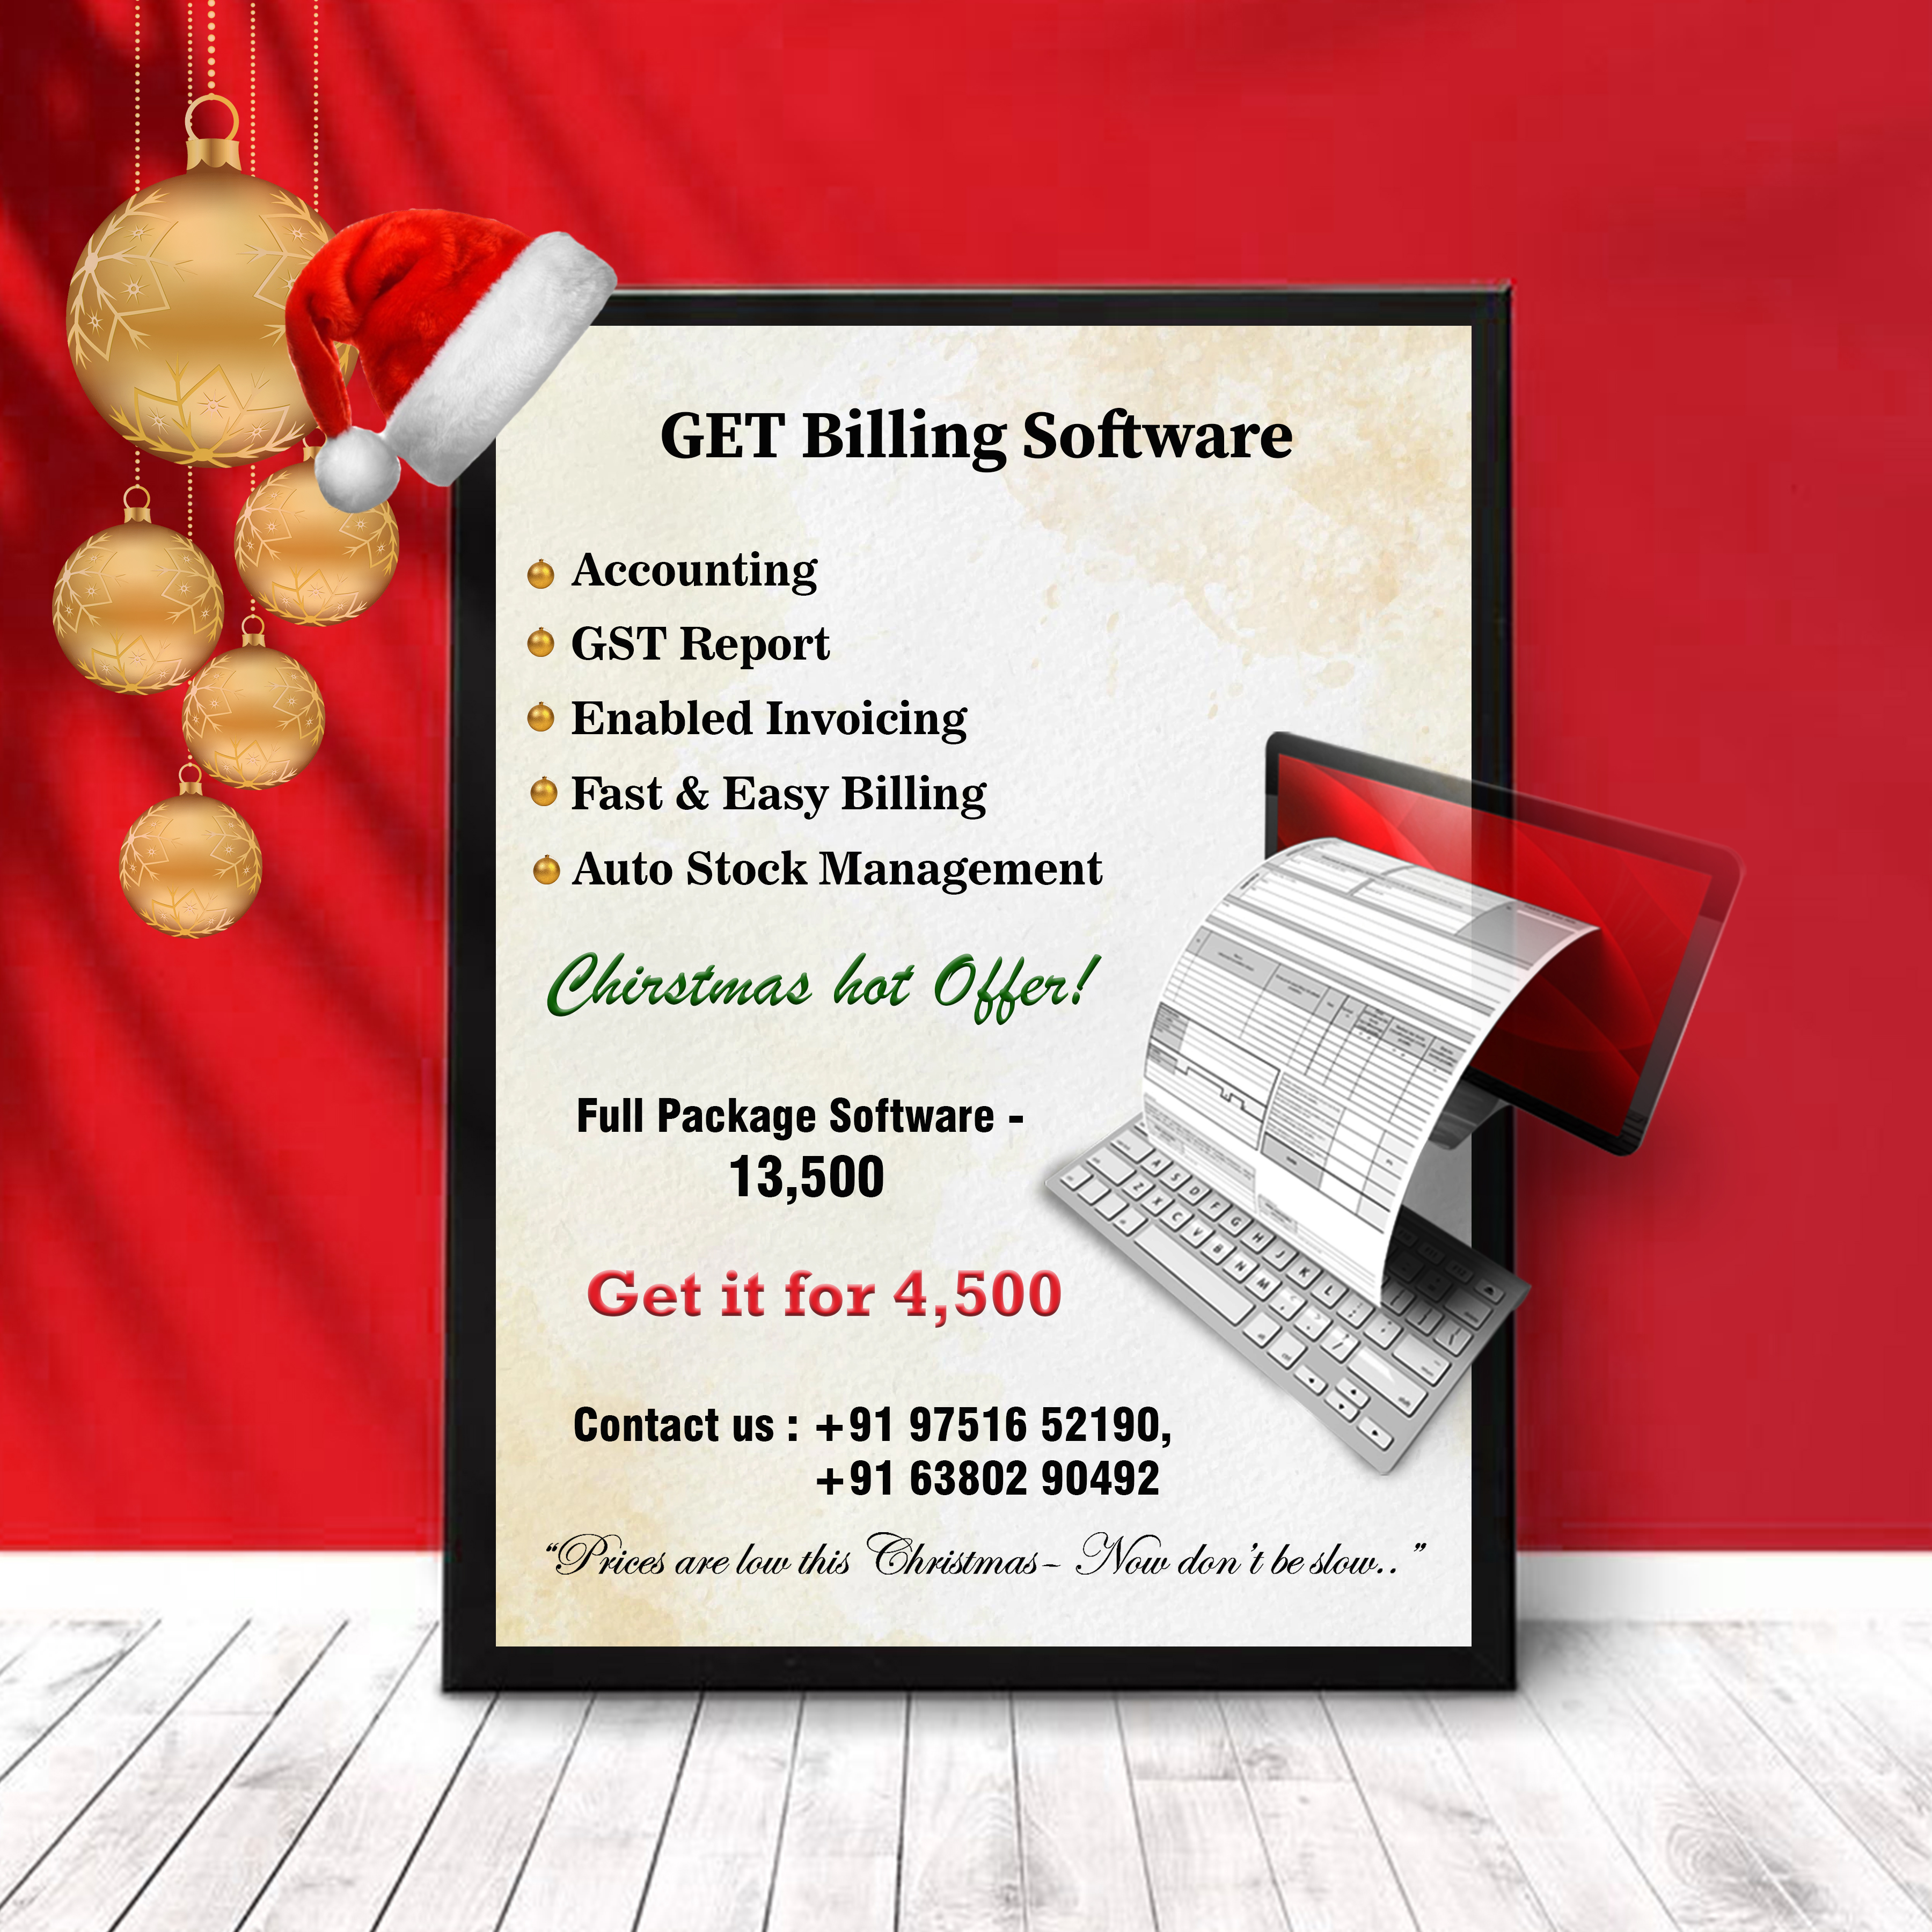 GET Billing Software
Accounting
GST Report
Enabled Invoicing
Fast & Easy Billing
Auto Stock Management
Chirstmas hot Offer!
Full Package Software -
13,500
Get it for 4,500
Contact us : +91 97516 52190,
+91 63802 90492
“Prices are low this Christmas- Now don't be slow..”